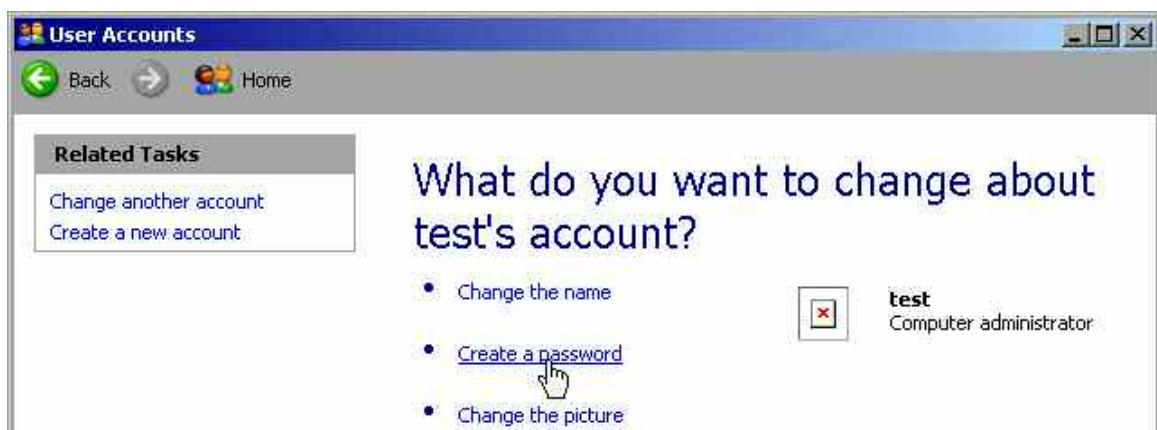 User Accounts
Back
Home
Related Tasks
Change another account
Create a new account
What do you want to change about
test's account?
Change the name
Create a password
Change the picture
test
Computer administrator